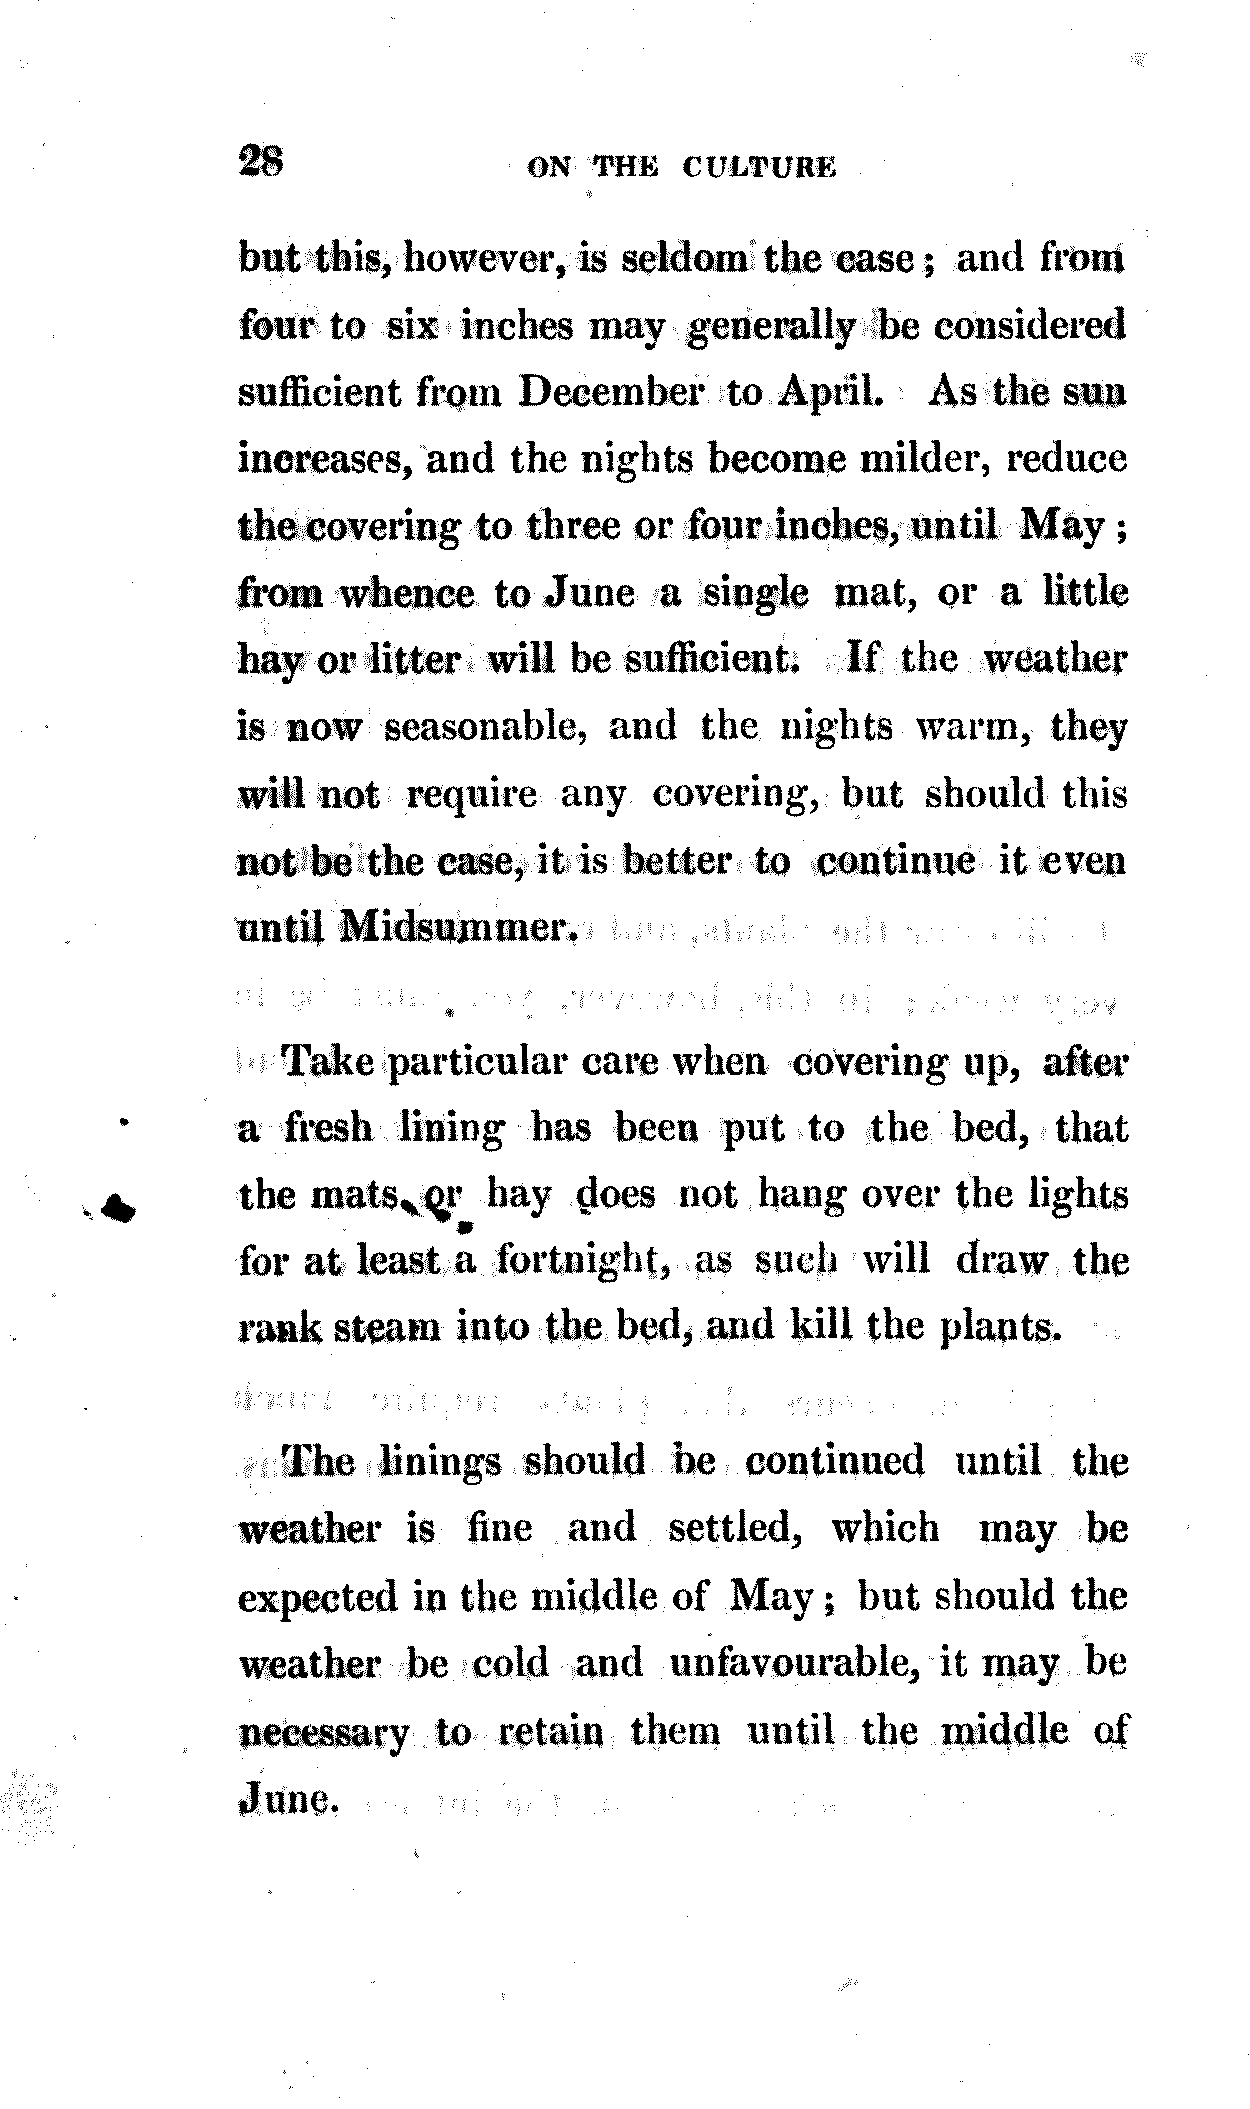 28 ON THE CULTURE
but this, however, is seldom the case; and from
four to six inches may generally be considered
sufficient from December to April. As the sun
increases, and the nights become milder, reduce
the covering to three or four inches, until May;
from whence to June a single mat, or a little
hay or litter will be sufficient. If the weather
is now seasonable, and the nights warm, they
will not require any covering, but should this
not be the case, it is better to continue it even
until Midsummer.
Take particular care when covering up, after
a fresh lining has been put to the bed, that
the mats or hay does not hang over the lights
for at least a fortnight, as such will draw the
rank steam into the bed, and kill the plants.
The linings should be continued until the
weather is fine and settled, which may be
expected in the middle of May; but should the
weather be cold and unfavourable, it may be
necessary to retain them until the middle of
June.